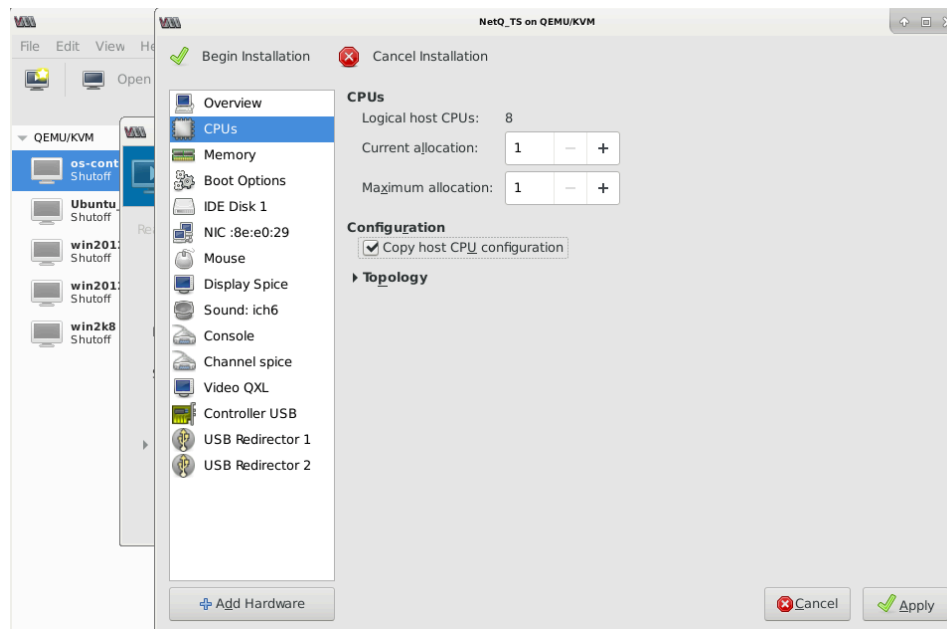 NetQ_TS on QEMU/KVM
File Edit View He
Begin Installation
Cancel Installation
Open
QEMU/KVM
os-cont
Shutoff
Ubuntu_
Shutoff
win201
Shutoff
win201
Shutoff
win2k8
Shutoff
Rea
Overview
CPUs
Memory
Boot Options
IDE Disk 1
NIC :8e:e0:29
Mouse
Display Spice
Sound: ich6
Console
Channel spice
Video QXL
Controller USB
USB Redirector 1
USB Redirector 2
Add Hardware
CPUs
Logical host CPUs: 8
Current allocation: 1
Maximum allocation: 1
Configuration
Copy host CPU configuration
Topology
Cancel
Apply